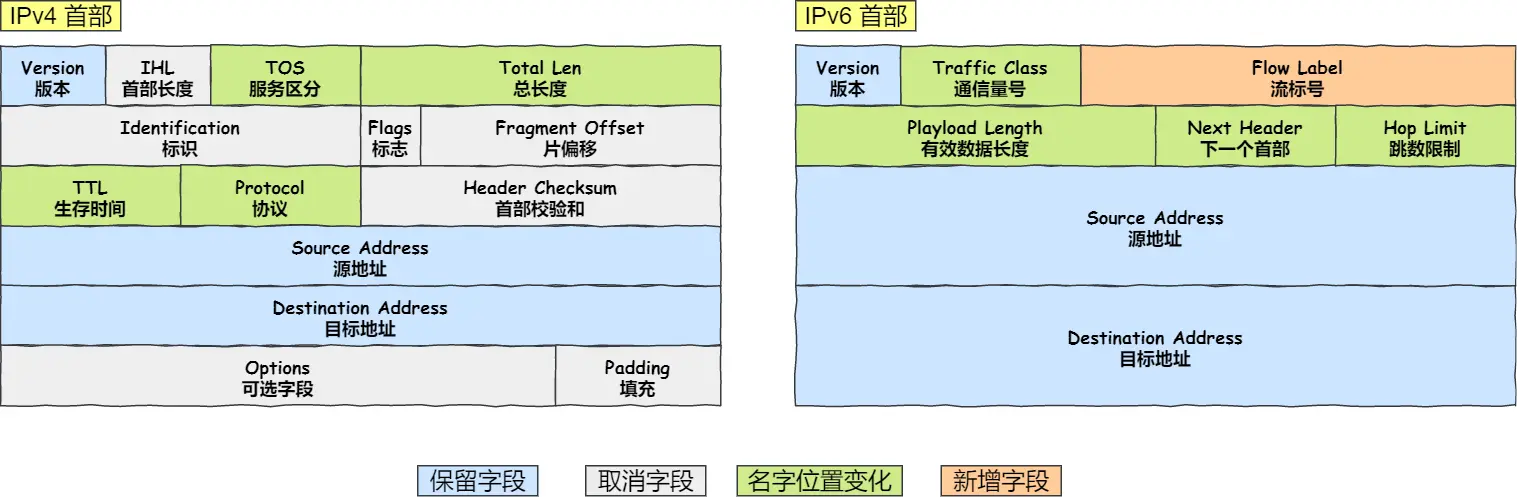 IPv4 首部
Version
版本
IHL
首部长度
TOS
服务区分
Total Len
总长度
Identification
标识
Flags
标志
Fragment Offset
片偏移
TTL
生存时间
Protocol
协议
Header Checksum
首部校验和
Source Address
源地址
Destination Address
目标地址
Options
可选字段
Padding
填充
IPv6 首部
Version
版本
Traffic Class
通信量号
Flow Label
流标号
Playload Length
有效数据长度
Next Header
下一个首部
Hop Limit
跳数限制
Source Address
源地址
Destination Address
目标地址
保留字段
取消字段
名字位置变化
新增字段